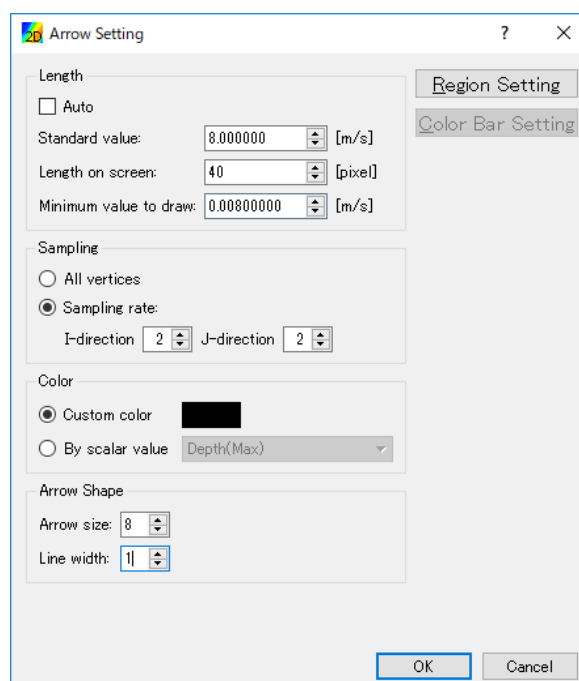 2D Arrow Setting ? ×
Length
Region Setting
Auto
Color Bar Setting
Standard value: 8.000000 [m/s]
Length on screen: 40 [pixel]
Minimum value to draw: 0.00800000 [m/s]
Sampling
All vertices
Sampling rate:
I-direction 2 J-direction 2
Color
Custom color
By scalar value Depth(Max)
Arrow Shape
Arrow size: 8
Line width: 1
OK Cancel